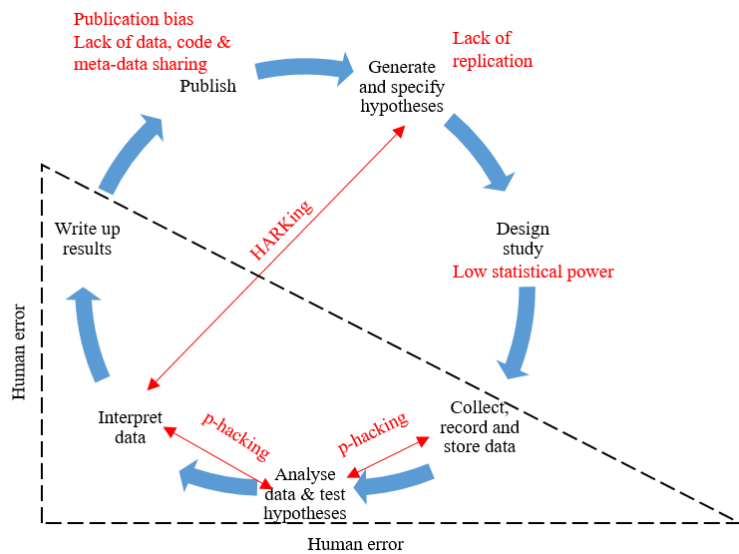 Publication bias
Lack of data, code &
meta-data sharing
Publish
Generate
and specify
hypotheses
Lack of
replication
HARKing
Write up
results
Design
study
Low statistical power
Human error
Interpret
data
p-hacking
p-hacking
Collect,
record and
store data
Analyse
data & test
hypotheses
Human error